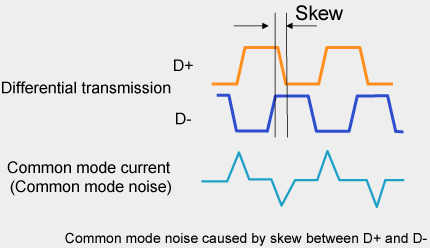 Skew
D+
Differential transmission
D-
Common mode current
(Common mode noise)
Common mode noise caused by skew between D+ and D-